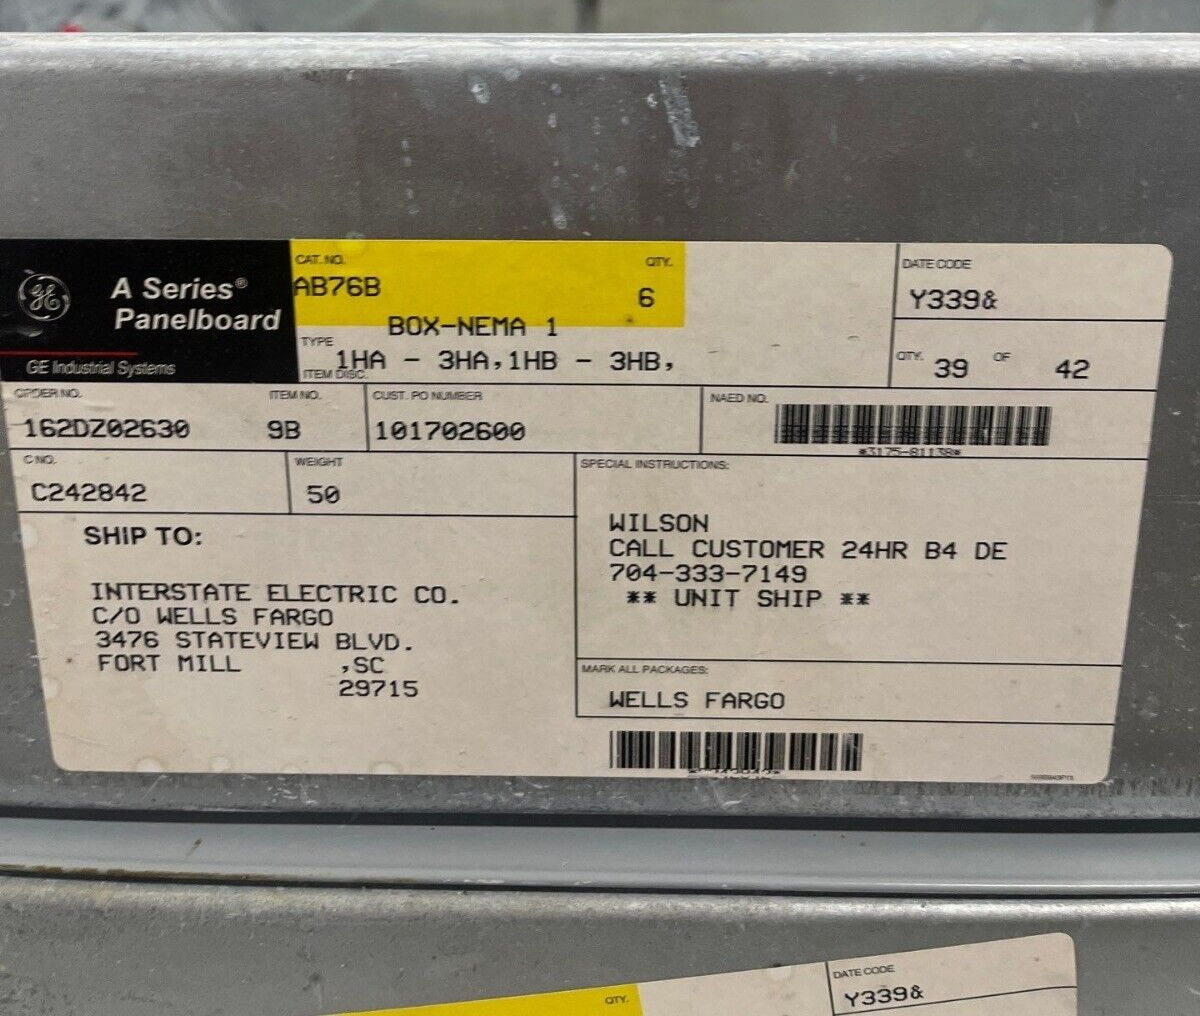 GE
A Series®
Panelboard
GE Industrial Systems
CAT. NO.
QTY.
AB76B
6
BOX-NEMA 1
TYPE
1HA - 3HA,1HB - 3HB,
ITEM DISC.
DATE CODE
Y339&
QTY. 39 OF 42
ORDER NO.
ITEM NO.
162DZ02630
9B
CUST. PO NUMBER
101702600
NAED NO.
*3175-81138*
C NO.
C242842
WEIGHT
50
SHIP TO:
INTERSTATE ELECTRIC CO.
C/O WELLS FARGO
3476 STATEVIEW BLVD.
FORT MILL ,SC
29715
SPECIAL INSTRUCTIONS:
WILSON
CALL CUSTOMER 24HR B4 DE
704-333-7149
** UNIT SHIP **
MARK ALL PACKAGES:
WELLS FARGO
QTY.
DATE CODE
Y339&